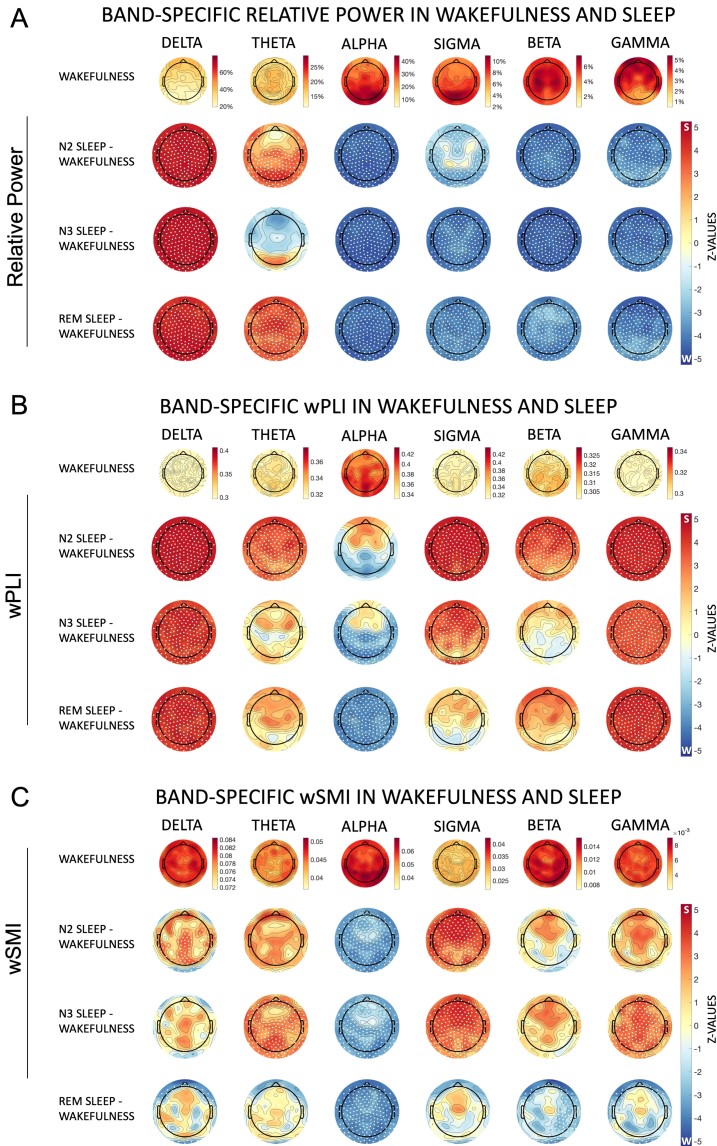 A
BAND-SPECIFIC RELATIVE POWER IN WAKEFULNESS AND SLEEP
DELTA THETA ALPHA SIGMA BETA GAMMA
WAKEFULNESS
60%
40%
20%
25%
20%
15%
40%
30%
20%
10%
10%
8%
6%
4%
2%
6%
4%
2%
5%
4%
3%
2%
1%
Relative Power
N2 SLEEP -
WAKEFULNESS
N3 SLEEP -
WAKEFULNESS
REM SLEEP -
WAKEFULNESS
S
5
4
3
2
1
0
-1
-2
-3
-4
W -5
Z-VALUES
B
BAND-SPECIFIC wPLI IN WAKEFULNESS AND SLEEP
DELTA THETA ALPHA SIGMA BETA GAMMA
WAKEFULNESS
0.4
0.35
0.3
0.36
0.34
0.32
0.42
0.4
0.38
0.36
0.34
0.42
0.4
0.38
0.36
0.34
0.32
0.325
0.32
0.315
0.31
0.305
0.34
0.32
0.3
wPLI
N2 SLEEP -
WAKEFULNESS
N3 SLEEP -
WAKEFULNESS
REM SLEEP -
WAKEFULNESS
S
5
4
3
2
1
0
-1
-2
-3
-4
W -5
Z-VALUES
C
BAND-SPECIFIC wSMI IN WAKEFULNESS AND SLEEP
DELTA THETA ALPHA SIGMA BETA GAMMA
WAKEFULNESS
0.084
0.082
0.08
0.078
0.076
0.074
0.072
0.05
0.045
0.04
0.06
0.05
0.04
0.04
0.035
0.03
0.025
0.014
0.012
0.01
0.008
×10⁻³
8
6
4
wSMI
N2 SLEEP -
WAKEFULNESS
N3 SLEEP -
WAKEFULNESS
REM SLEEP -
WAKEFULNESS
S
5
4
3
2
1
0
-1
-2
-3
-4
W -5
Z-VALUES